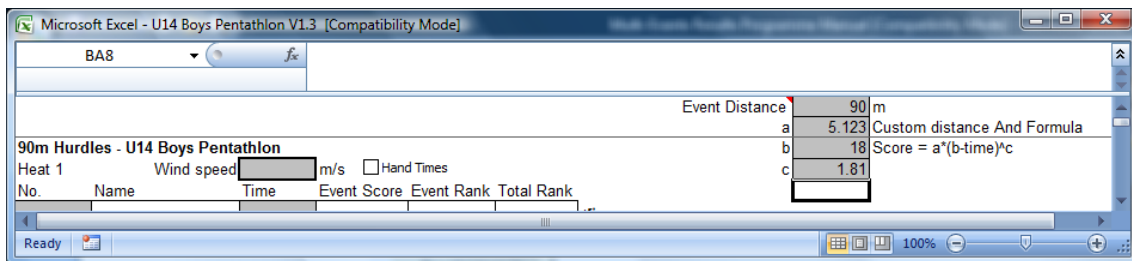 Microsoft Excel - U14 Boys Pentathlon V1.3 [Compatibility Mode]
BA8 fx
Event Distance 90 m
a 5.123 Custom distance And Formula
90m Hurdles - U14 Boys Pentathlon b 18 Score = a*(b-time)^c
Heat 1 Wind speed m/s Hand Times c 1.81
No. Name Time Event Score Event Rank Total Rank
Ready 100%